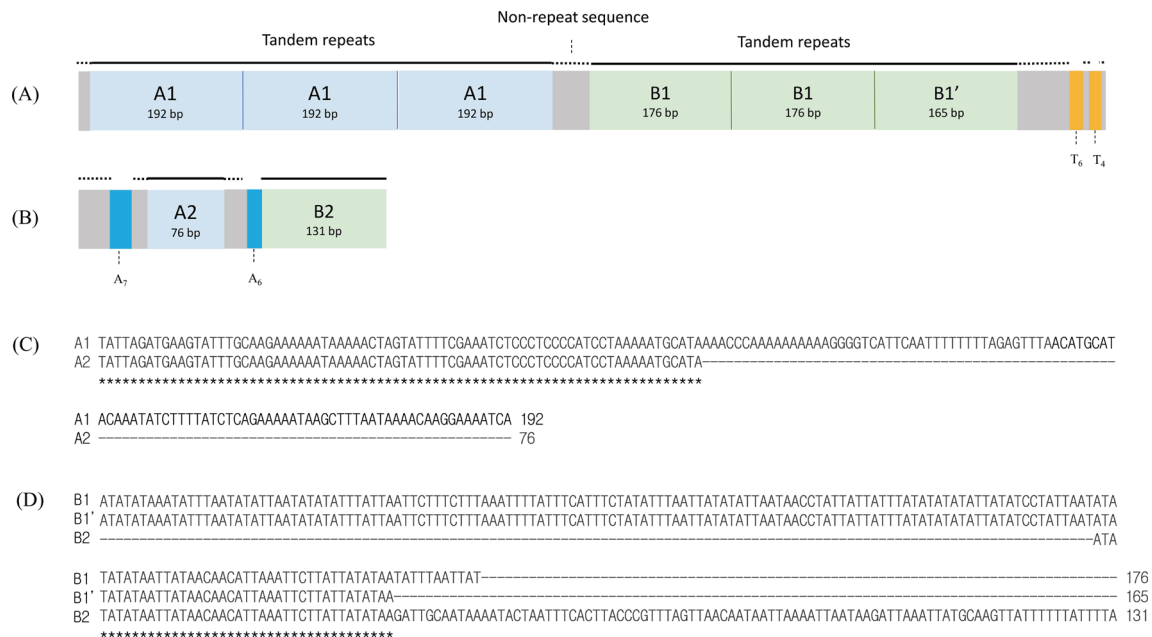 Non-repeat sequence
Tandem repeats Tandem repeats
(A) A1 A1 A1 B1 B1 B1’
192 bp 192 bp 192 bp 176 bp 176 bp 165 bp
T6 T4
(B) A2 B2
76 bp 131 bp
A7 A6
(C) A1 TATTAGATGAAGTATTTGCAAGAAAAAATAAAAACTAGTATTTTCGAAATCTCCCTCCCCATCCTAAAAATGCATAAAACCCAAAAAAAAAAGGGGTCATTCAATTTTTTTTAGAGTTTAACATGCAT
A2 TATTAGATGAAGTATTTGCAAGAAAAAATAAAAACTAGTATTTTCGAAATCTCCCTCCCCATCCTAAAAATGCATA----------------------------------------------------
****************************************************************************
A1 ACAAATATCTTTTATCTCAGAAAAATAAGCTTTAATAAAACAAGGAAAATCA 192
A2 ---------------------------------------------------- 76
(D) B1 ATATATAAATATTTAATATATTAATATATATTTATTAATTCTTTCTTTAAATTTTATTTCATTTCTATATTTAATTATATATTAATAACCTATTATTATTTATATATATATTATATCCTATTAATATA
B1’ ATATATAAATATTTAATATATTAATATATATTTATTAATTCTTTCTTTAAATTTTATTTCATTTCTATATTTAATTATATATTAATAACCTATTATTATTTATATATATATTATATCCTATTAATATA
B2 -----------------------------------------------------------------------------------------------------------------------------ATA
B1 TATATAATTATAACAACATTAAATTCTTATTATATAATATTTAATTAT-------------------------------------------------------------------------------- 176
B1’ TATATAATTATAACAACATTAAATTCTTATTATATAA------------------------------------------------------------------------------------------- 165
B2 TATATAATTATAACAACATTAAATTCTTATTATATAAGATTGCAATAAAATACTAATTTCACTTACCCGTTTAGTTAACAATAATTAAAATTAATAAGATTAAATTATGCAAGTTATTTTTTATTTTA 131
*************************************